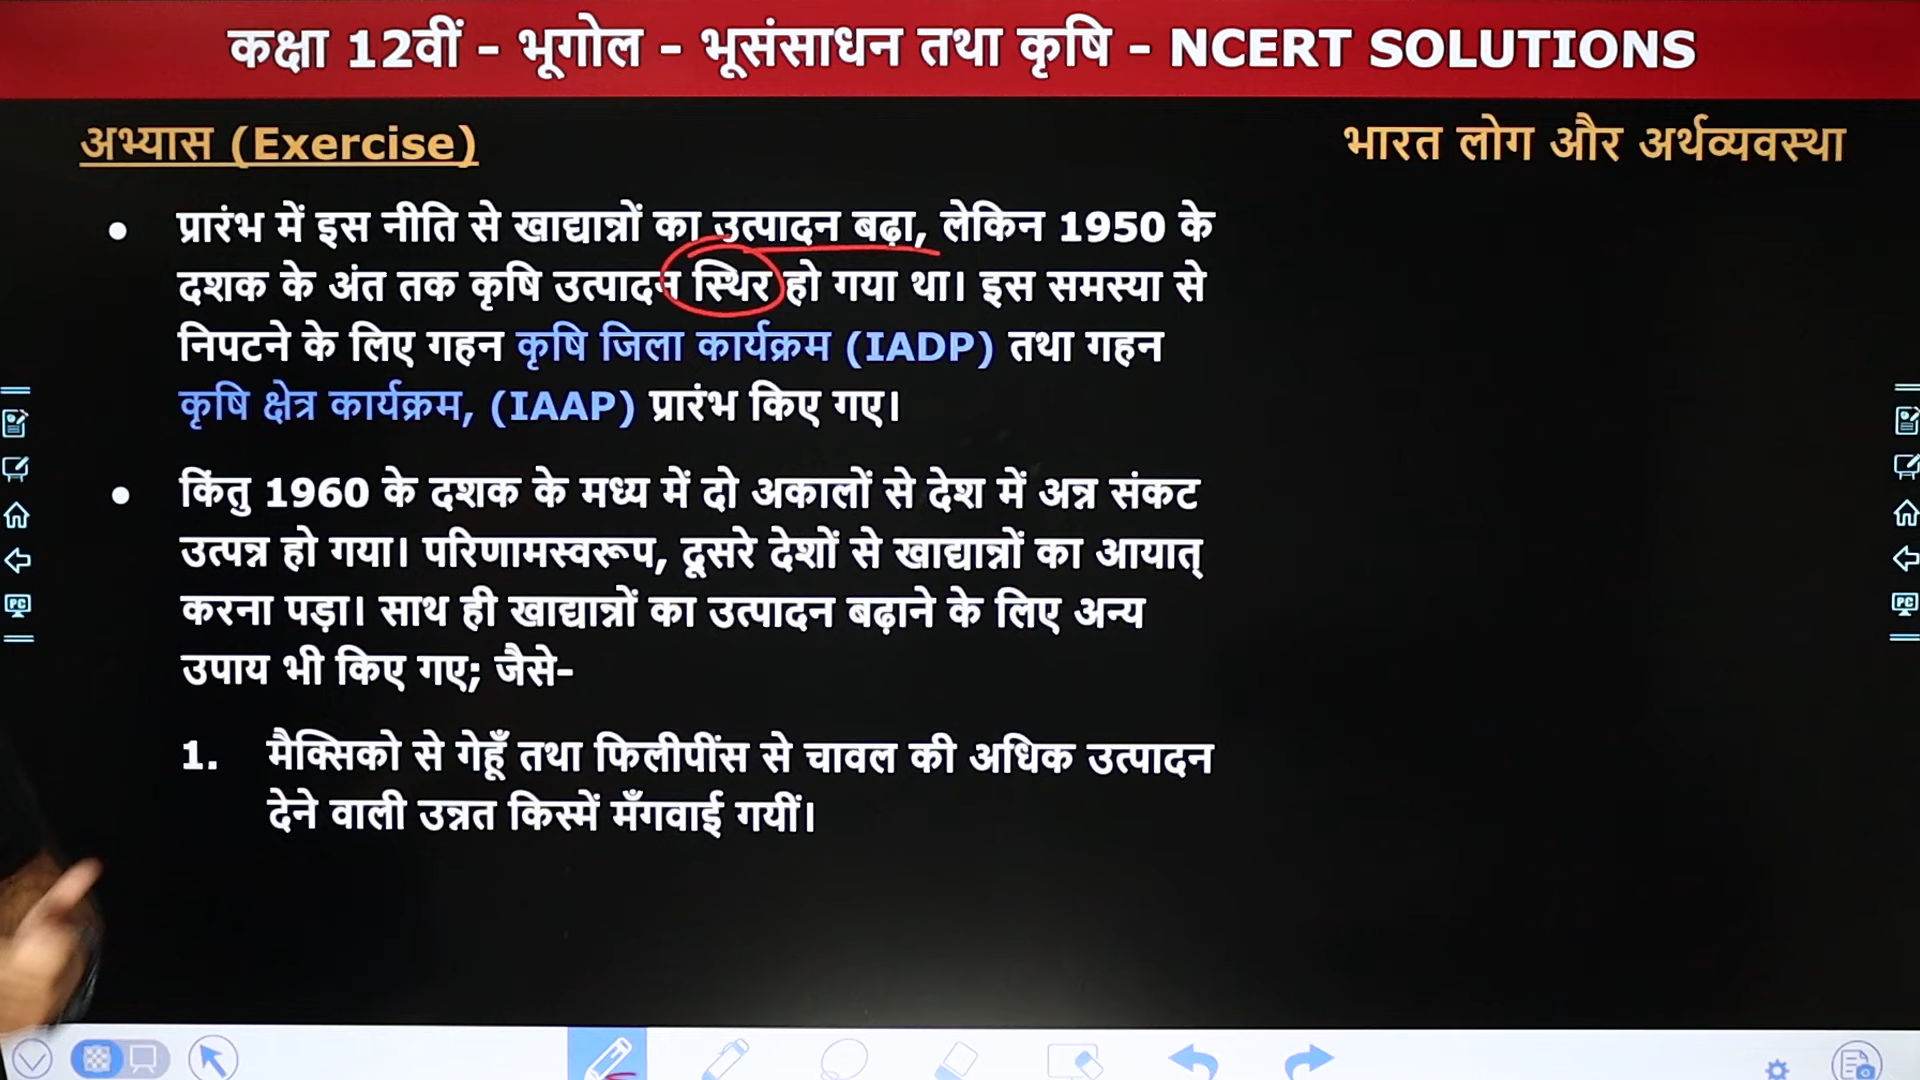 कक्षा 12वीं - भूगोल - भूसंसाधन तथा कृषि - NCERT SOLUTIONS
अभ्यास (Exercise)
भारत लोग और अर्थव्यवस्था
• प्रारंभ में इस नीति से खाद्यान्नों का उत्पादन बढ़ा, लेकिन 1950 के
दशक के अंत तक कृषि उत्पादन स्थिर हो गया था। इस समस्या से
निपटने के लिए गहन कृषि जिला कार्यक्रम (IADP) तथा गहन
कृषि क्षेत्र कार्यक्रम, (IAAP) प्रारंभ किए गए।
• किंतु 1960 के दशक के मध्य में दो अकालों से देश में अन्न संकट
उत्पन्न हो गया। परिणामस्वरूप, दूसरे देशों से खाद्यान्नों का आयात्
करना पड़ा। साथ ही खाद्यान्नों का उत्पादन बढ़ाने के लिए अन्य
उपाय भी किए गए; जैसे-
1. मैक्सिको से गेहूँ तथा फिलीपींस से चावल की अधिक उत्पादन
देने वाली उन्नत किस्में मँगवाई गयीं।
PC
PC